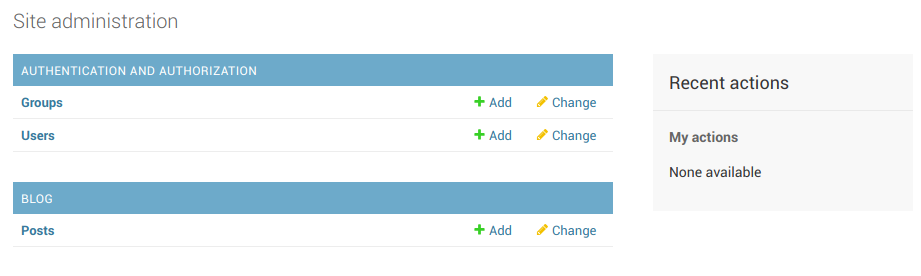 Site administration
AUTHENTICATION AND AUTHORIZATION
Groups Add Change
Users Add Change
BLOG
Posts Add Change
Recent actions
My actions
None available